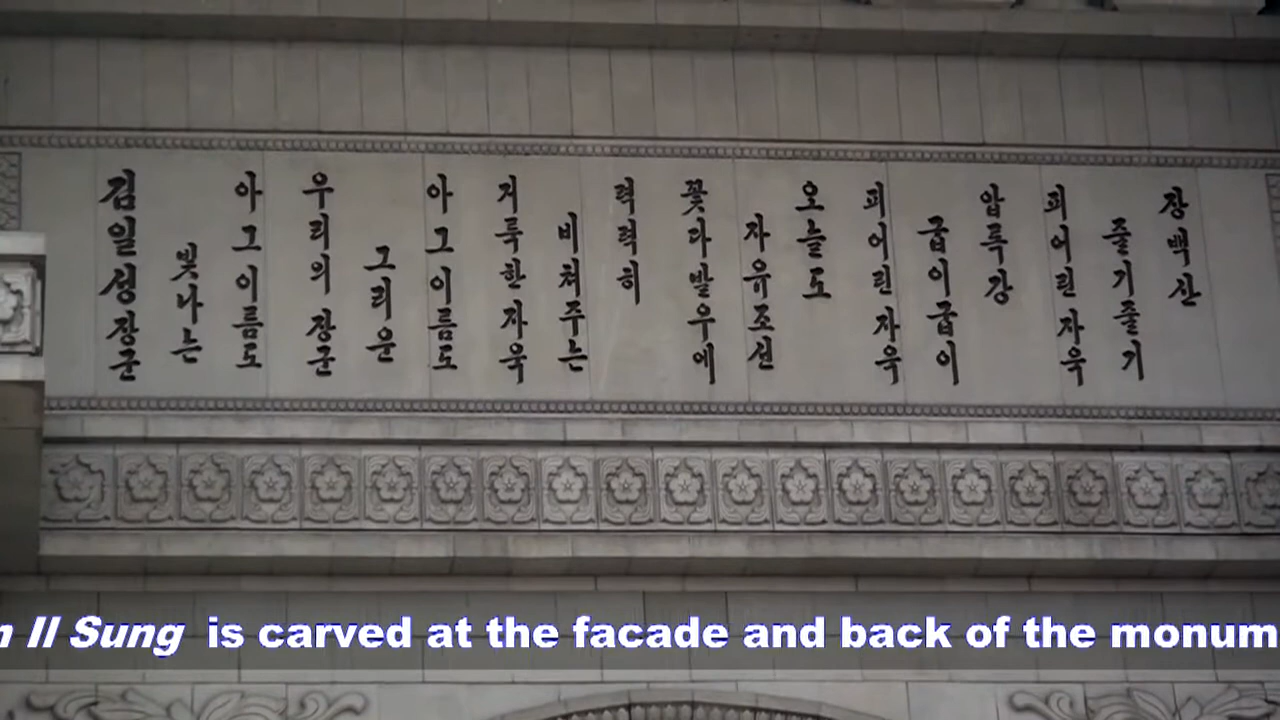 장백산
줄기줄기
피어린 자욱
압록강
굽이굽이
피어린 자욱
오늘도
자유조선
꽃다발우에
력력히
비쳐주는
거룩한 자욱
아 그 이름도
그리운
우리의 장군
아 그 이름도
빛나는
김일성장군
Il Sung is carved at the facade and back of the monum